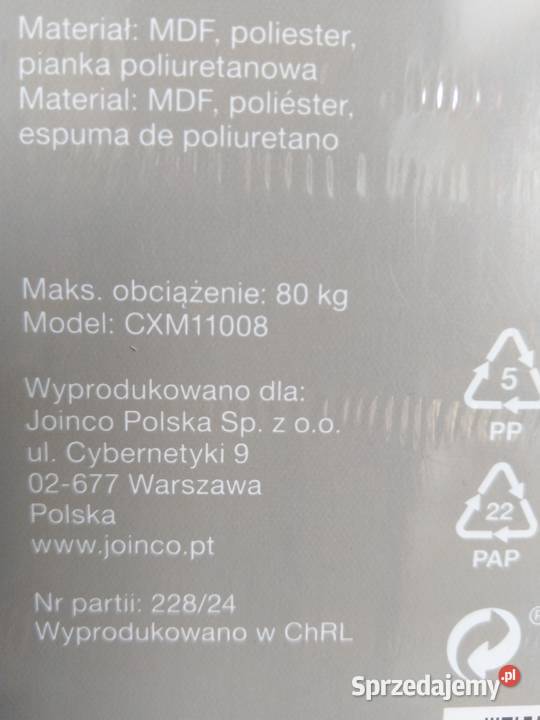 Materiał: MDF, poliester,
pianka poliuretanowa
Material: MDF, poliéster,
espuma de poliuretano
Maks. obciążenie: 80 kg
Model: CXM11008
5
PP
Wyprodukowano dla:
Joinco Polska Sp. z o.o.
ul. Cybernetyki 9
02-677 Warszawa
Polska
www.joinco.pt
22
PAP
Nr partii: 228/24
Wyprodukowano w ChRL
Sprzedajemy.pl